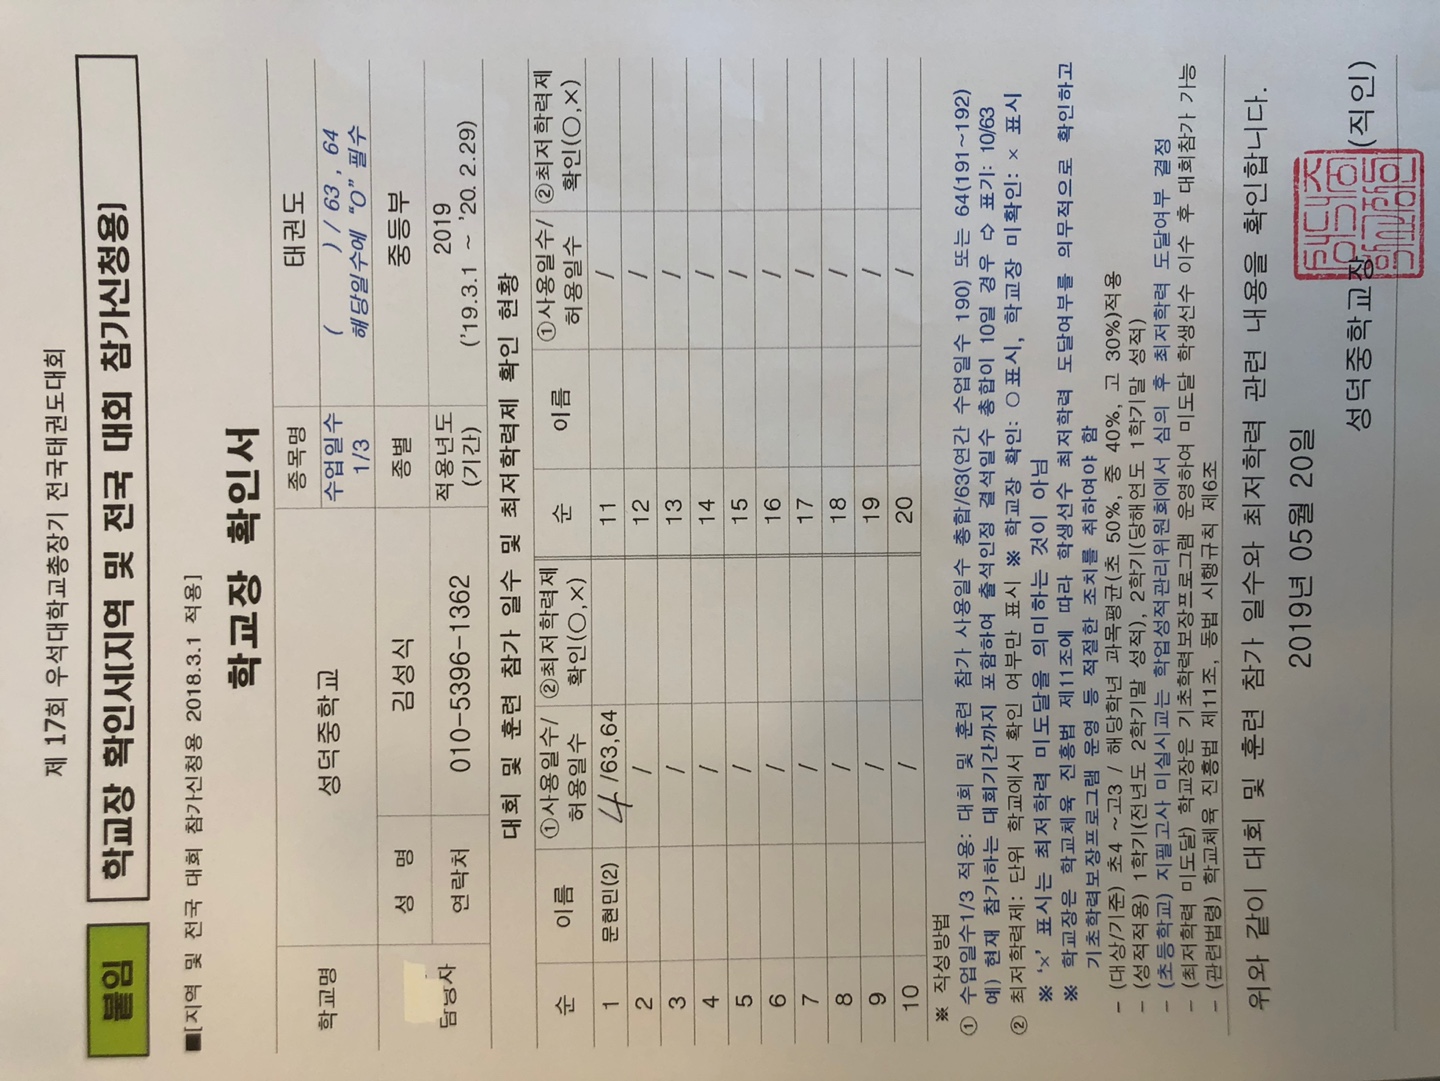 제 17회 우석대학교총장기 전국태권도대회
붙임 학교장 확인서(지역 및 전국 대회 참가신청용)
■[지역 및 전국 대회 참가신청용 2018.3.1 적용]
학교장 확인서
학교명 성덕중학교 종목명 태권도
담당자 성 명 김성식 수업일수 1/3 ( ) / 63 , 64
해당일수에 "O" 필수
종별 중등부
연락처 010-5396-1362 적용년도 (기간) 2019
('19.3.1 ~ '20. 2.29)
대회 및 훈련 참가 일수 및 최저학력제 확인 현황
순 이름 ①사용일수/허용일수 ②최저학력제 확인(○,×) 순 이름 ①사용일수/허용일수 ②최저학력제 확인(○,×)
1 문현민(2) 4/63,64 11 /
2 / 12 /
3 / 13 /
4 / 14 /
5 / 15 /
6 / 16 /
7 / 17 /
8 / 18 /
9 / 19 /
10 / 20 /
※ 작성방법
① 수업일수1/3 적용: 대회 및 훈련 참가 사용일수 총합/63(연간 수업일수 190) 또는 64(191~192)
예) 현재 참가하는 대회기간까지 포함하여 출석인정 결석일수 총합이 10일 경우 ⇨ 표기: 10/63
② 최저학력제: 단위 학교에서 확인 여부만 표시 ※ 학교장 확인: ○ 표시, 학교장 미확인: × 표시
※ '×' 표시는 최저학력 미도달을 의미하는 것이 아님
※ 학교장은 학교체육 진흥법 제11조에 따라 학생선수 최저학력 도달여부를 의무적으로 확인하고
기초학력보장프로그램 운영 등 적절한 조치를 취하여야 함
- (대상/기준) 초4 ~고3 / 해당학년 과목평균(초 50%, 중 40%, 고 30%)적용
- (성적적용) 1학기(전년도 2학기말 성적), 2학기(당해연도 1학기말 성적)
- (초등학교) 지필고사 미실시교는 학업성적관리위원회에서 심의 후 최저학력 도달여부 결정
- (최저학력 미도달) 학교장은 기초학력보장프로그램 운영하여 미도달 학생선수 이수 후 대회참가 가능
- (관련법령) 학교체육 진흥법 제11조, 동법 시행규칙 제6조
위와 같이 대회 및 훈련 참가 일수와 최저학력 관련 내용을 확인합니다.
2019년 05월 20일
성덕중학교장 (직인)